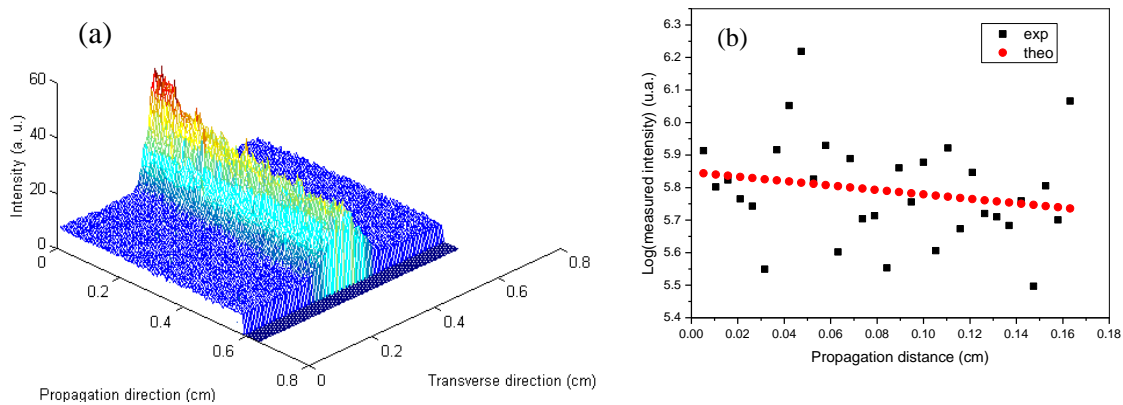 (a)
60
40
20
0
Intensity (a. u.)
0
0.2
0.4
0.6
0.8
Propagation direction (cm)
0
0.2
0.4
0.6
0.8
Transverse direction (cm)
(b)
exp
theo
6.3
6.2
6.1
6.0
5.9
5.8
5.7
5.6
5.5
5.4
Log(measured intensity) (u.a.)
0.00 0.02 0.04 0.06 0.08 0.10 0.12 0.14 0.16 0.18
Propagation distance (cm)